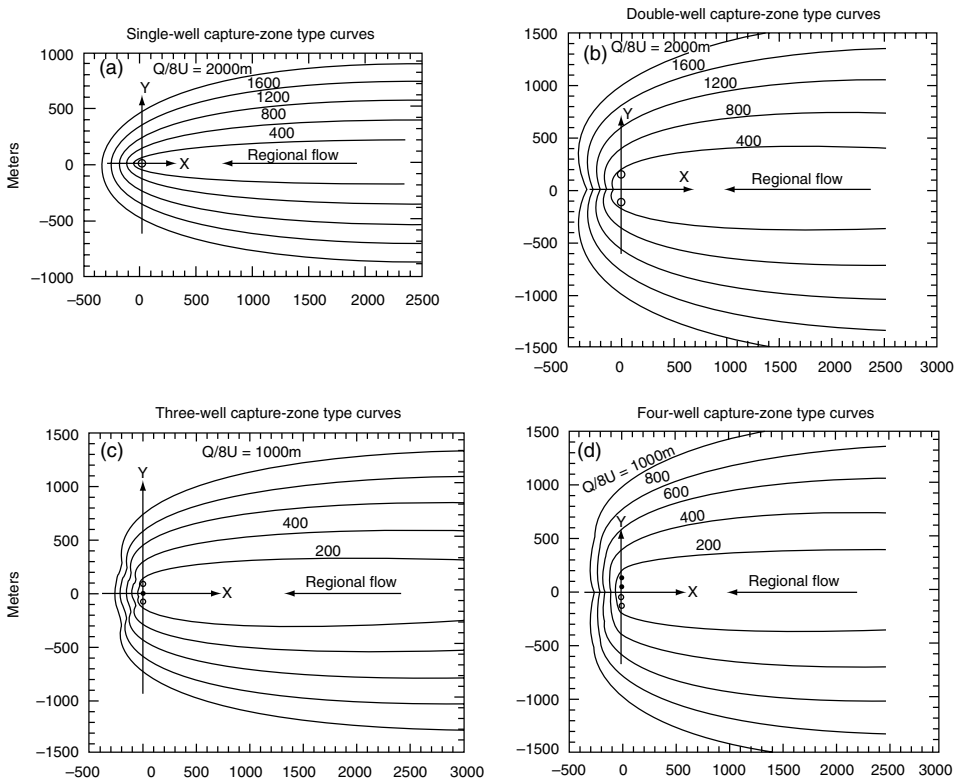 Single-well capture-zone type curves
(a)
Q/8U = 2000m
1600
1200
800
400
Y
X
Regional flow
Meters
1000
500
0
−500
−1000
−500 0 500 1000 1500 2000 2500
Double-well capture-zone type curves
(b)
Q/8U = 2000m
1600
1200
800
400
Y
X
Regional flow
1500
1000
500
0
−500
−1000
−1500
−500 0 500 1000 1500 2000 2500 3000
Three-well capture-zone type curves
(c)
Q/8U = 1000m
400
200
Y
X
Regional flow
Meters
1500
1000
500
0
−500
−1000
−1500
−500 0 500 1000 1500 2000 2500 3000
Four-well capture-zone type curves
(d)
Q/8U = 1000m
800
600
400
200
Y
X
Regional flow
1500
1000
500
0
−500
−1000
−1500
−500 0 500 1000 1500 2000 2500 3000